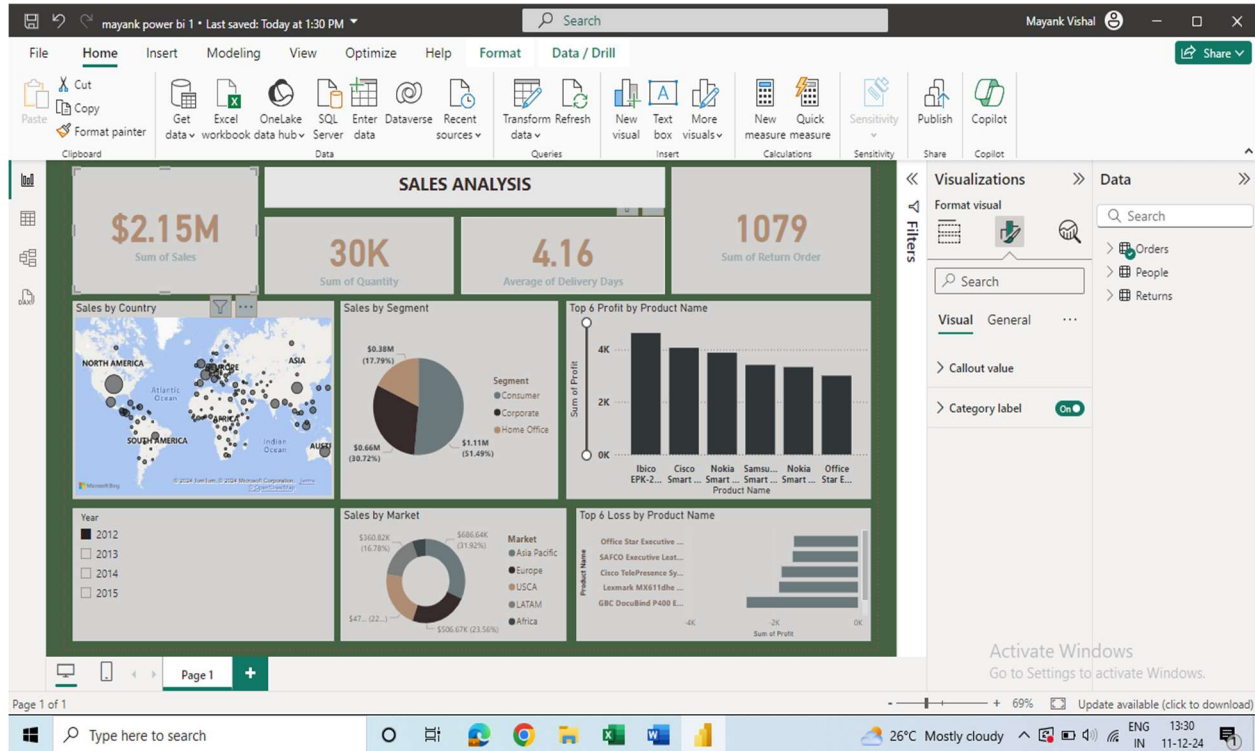 mayank power bi 1 • Last saved: Today at 1:30 PM
Search
Mayank Vishal
File Home Insert Modeling View Optimize Help Format Data / Drill
Share
Paste
Cut
Copy
Format painter
Clipboard
Get data
Excel workbook
OneLake data hub
SQL Server
Enter data
Dataverse
Recent sources
Data
Transform data
Refresh
Queries
New visual
Text box
More visuals
Insert
New measure
Quick measure
Calculations
Sensitivity
Sensitivity
Publish
Share
Copilot
Copilot
$2.15M
Sum of Sales
SALES ANALYSIS
30K
Sum of Quantity
4.16
Average of Delivery Days
1079
Sum of Return Order
Sales by Country
NORTH AMERICA
EUROPE
ASIA
Atlantic
Ocean
AFRICA
SOUTH AMERICA
Indian
Ocean
AUST
Microsoft Bing
© 2024 TomTom, © 2024 Microsoft Corporation, Terms
© OpenStreetMap
Sales by Segment
$0.38M
(17.79%)
$0.66M
(30.72%)
$1.11M
(51.49%)
Segment
Consumer
Corporate
Home Office
Top 6 Profit by Product Name
Sum of Profit
4K
2K
0K
Ibico EPK-2...
Cisco Smart ...
Nokia Smart ...
Samsu... Smart ...
Nokia Smart ...
Office Star E...
Product Name
Year
2012
2013
2014
2015
Sales by Market
$360.82K
(16.78%)
$686.64K
(31.92%)
$47... (22...)
$506.67K (23.56%)
Market
Asia Pacific
Europe
USCA
LATAM
Africa
Top 6 Loss by Product Name
Product Name
Office Star Executive ...
SAFCO Executive Leat...
Cisco TelePresence Sy...
Lexmark MX611dhe ...
GBC DocuBind P400 E...
-4K -2K 0K
Sum of Profit
Filters
Visualizations
Format visual
Search
Visual General ...
Callout value
Category label
On
Data
Search
Orders
People
Returns
Activate Windows
Go to Settings to activate Windows.
Page 1
Page 1 of 1
69%
Update available (click to download)
Type here to search
26°C Mostly cloudy
ENG
IN
13:30
11-12-24